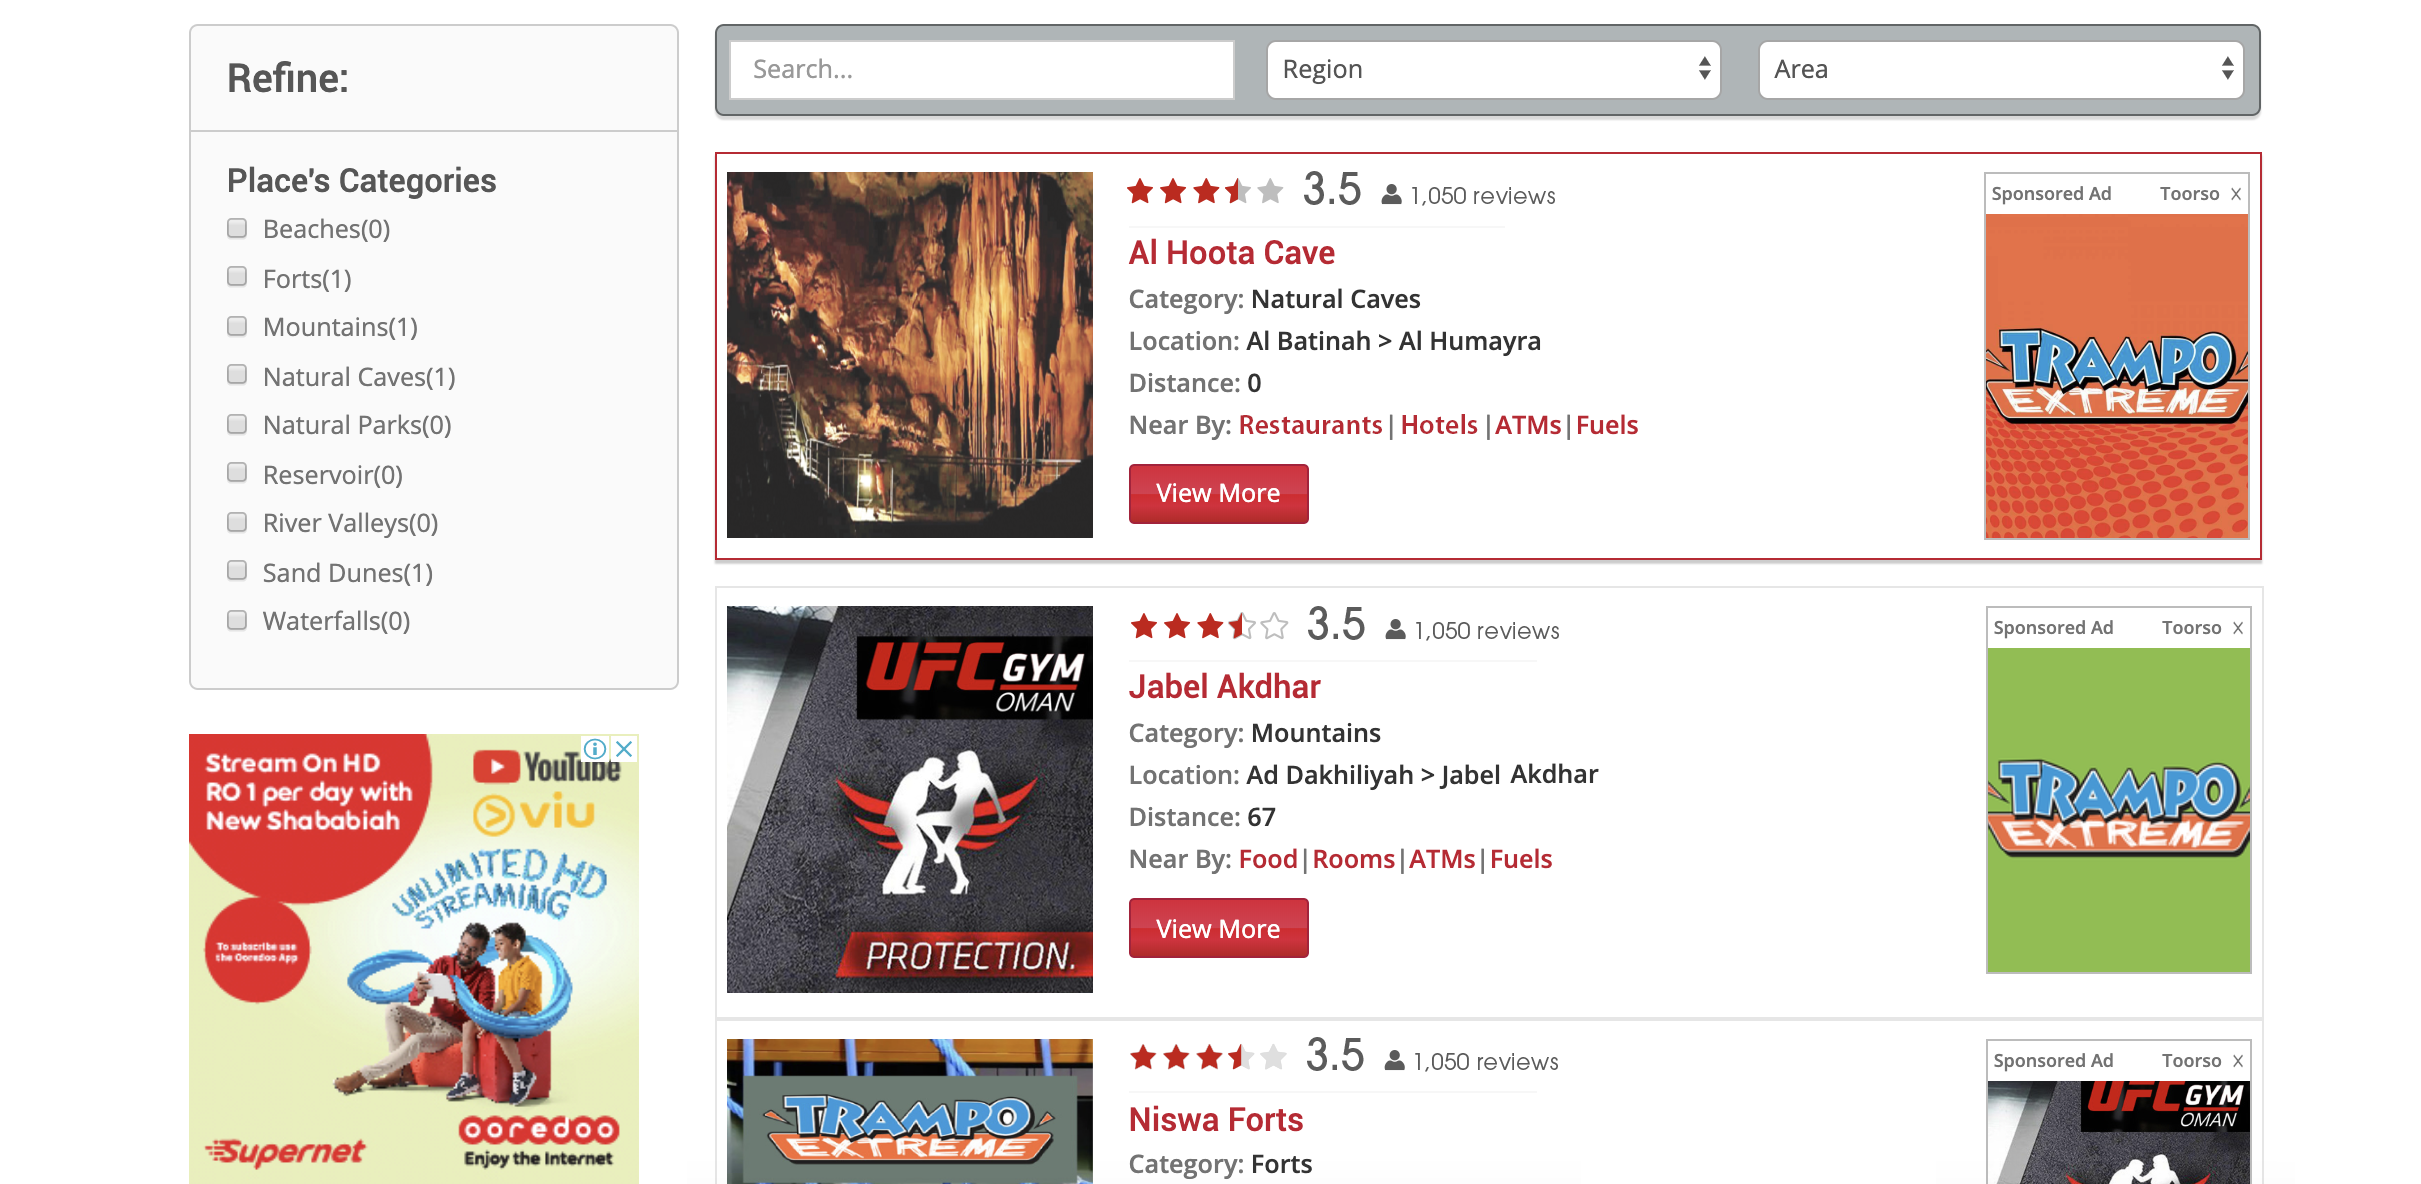 Refine:
Place's Categories
Beaches(0)
Forts(1)
Mountains(1)
Natural Caves(1)
Natural Parks(0)
Reservoir(0)
River Valleys(0)
Sand Dunes(1)
Waterfalls(0)
Stream On HD
RO 1 per day with
New Shababiah
YouTube
viu
UNLIMITED HD
STREAMING
To subscribe use
the Ooredoo App
Supernet
ooredoo
Enjoy the Internet
Search...
Region
Area
3.5 1,050 reviews
Al Hoota Cave
Category: Natural Caves
Location: Al Batinah > Al Humayra
Distance: 0
Near By: Restaurants | Hotels | ATMs | Fuels
View More
Sponsored Ad Toorso X
TRAMPO
EXTREME
UFC GYM
OMAN
PROTECTION.
3.5 1,050 reviews
Jabel Akdhar
Category: Mountains
Location: Ad Dakhiliyah > Jabel Akdhar
Distance: 67
Near By: Food | Rooms | ATMs | Fuels
View More
Sponsored Ad Toorso X
TRAMPO
EXTREME
TRAMPO
EXTREME
3.5 1,050 reviews
Niswa Forts
Category: Forts
Sponsored Ad Toorso X
UFC GYM
OMAN